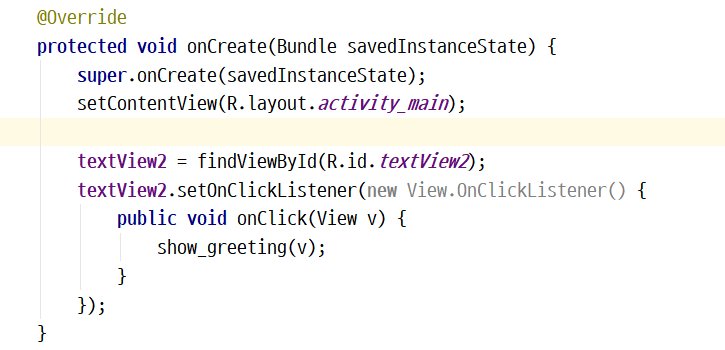 @Override
protected void onCreate(Bundle savedInstanceState) {
super.onCreate(savedInstanceState);
setContentView(R.layout.activity_main);
textView2 = findViewById(R.id.textView2);
textView2.setOnClickListener(new View.OnClickListener() {
public void onClick(View v) {
show_greeting(v);
}
});
}